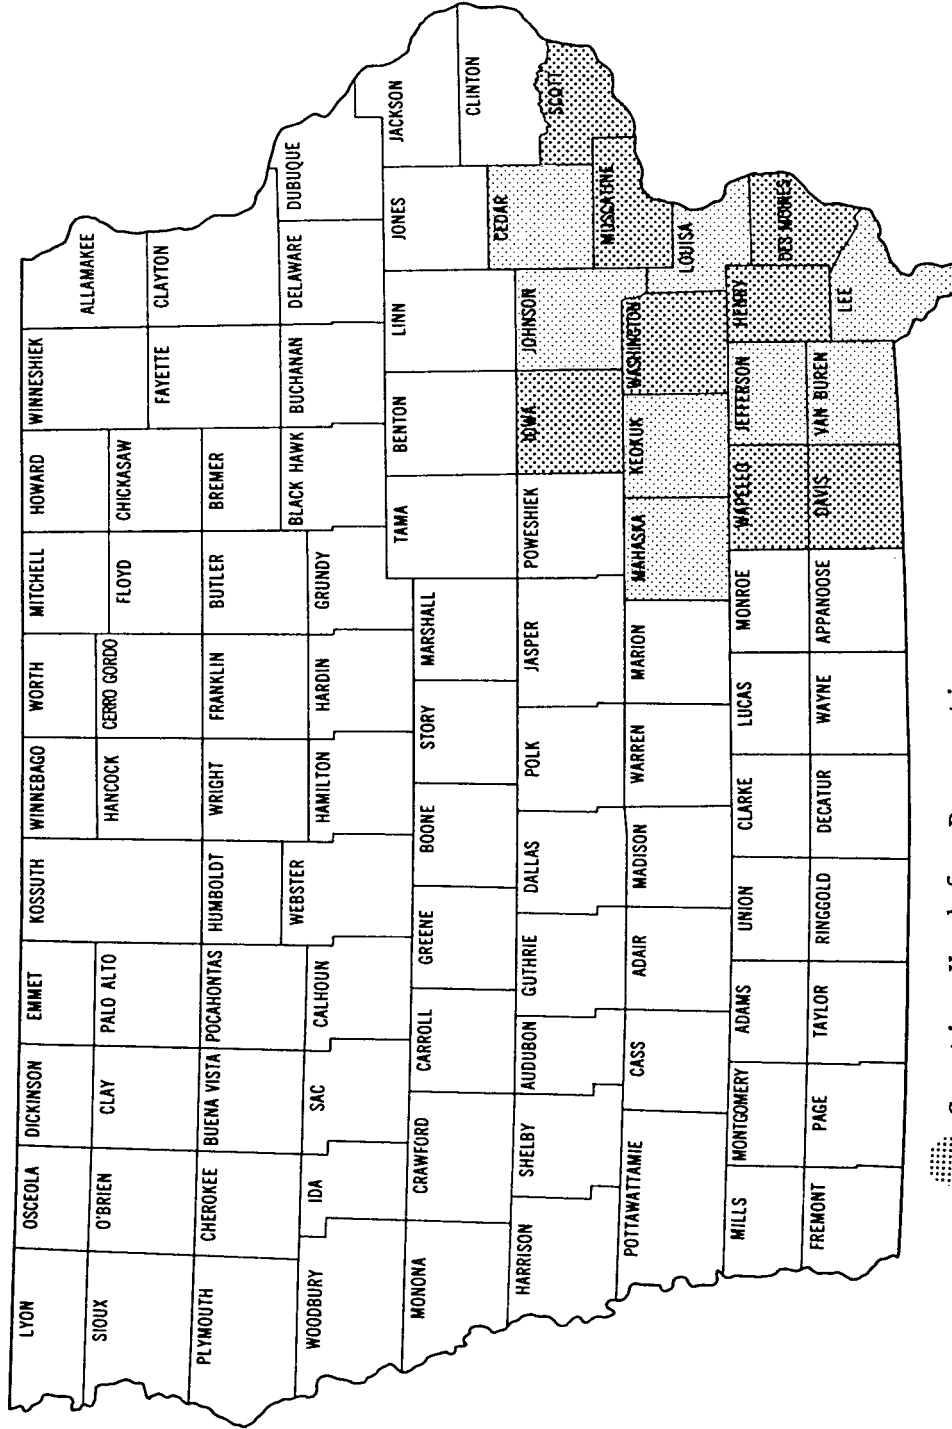 LYON
OSCEOLA
DICKINSON
EMMET
KOSSUTH
WINNEBAGO
WORTH
MITCHELL
HOWARD
WINNESHIEK
ALLAMAKEE
SIOUX
O'BRIEN
CLAY
PALO ALTO
HANCOCK
CERRO GORDO
FLOYD
CHICKASAW
FAYETTE
CLAYTON
PLYMOUTH
CHEROKEE
BUENA VISTA
POCAHONTAS
HUMBOLDT
WRIGHT
FRANKLIN
BUTLER
BREMER
WOODBURY
IDA
SAC
CALHOUN
WEBSTER
HAMILTON
HARDIN
GRUNDY
BLACK HAWK
BUCHANAN
DELAWARE
DUBUQUE
MONONA
CRAWFORD
CARROLL
GREENE
BOONE
STORY
MARSHALL
TAMA
BENTON
LINN
JONES
JACKSON
CLINTON
HARRISON
SHELBY
AUDUBON
GUTHRIE
DALLAS
POLK
JASPER
POWESHIEK
IOWA
JOHNSON
CEDAR
SCOTT
MUSCATINE
POTTAWATTAMIE
CASS
ADAIR
MADISON
WARREN
MARION
MAHASKA
KEOKUK
WASHINGTON
LOUISA
MILLS
MONTGOMERY
ADAMS
UNION
CLARKE
LUCAS
MONROE
WAPELLO
JEFFERSON
HENRY
DES MOINES
FREMONT
PAGE
TAYLOR
RINGGOLD
DECATUR
WAYNE
APPANOOSE
DAVIS
VAN BUREN
LEE
Counties Used for